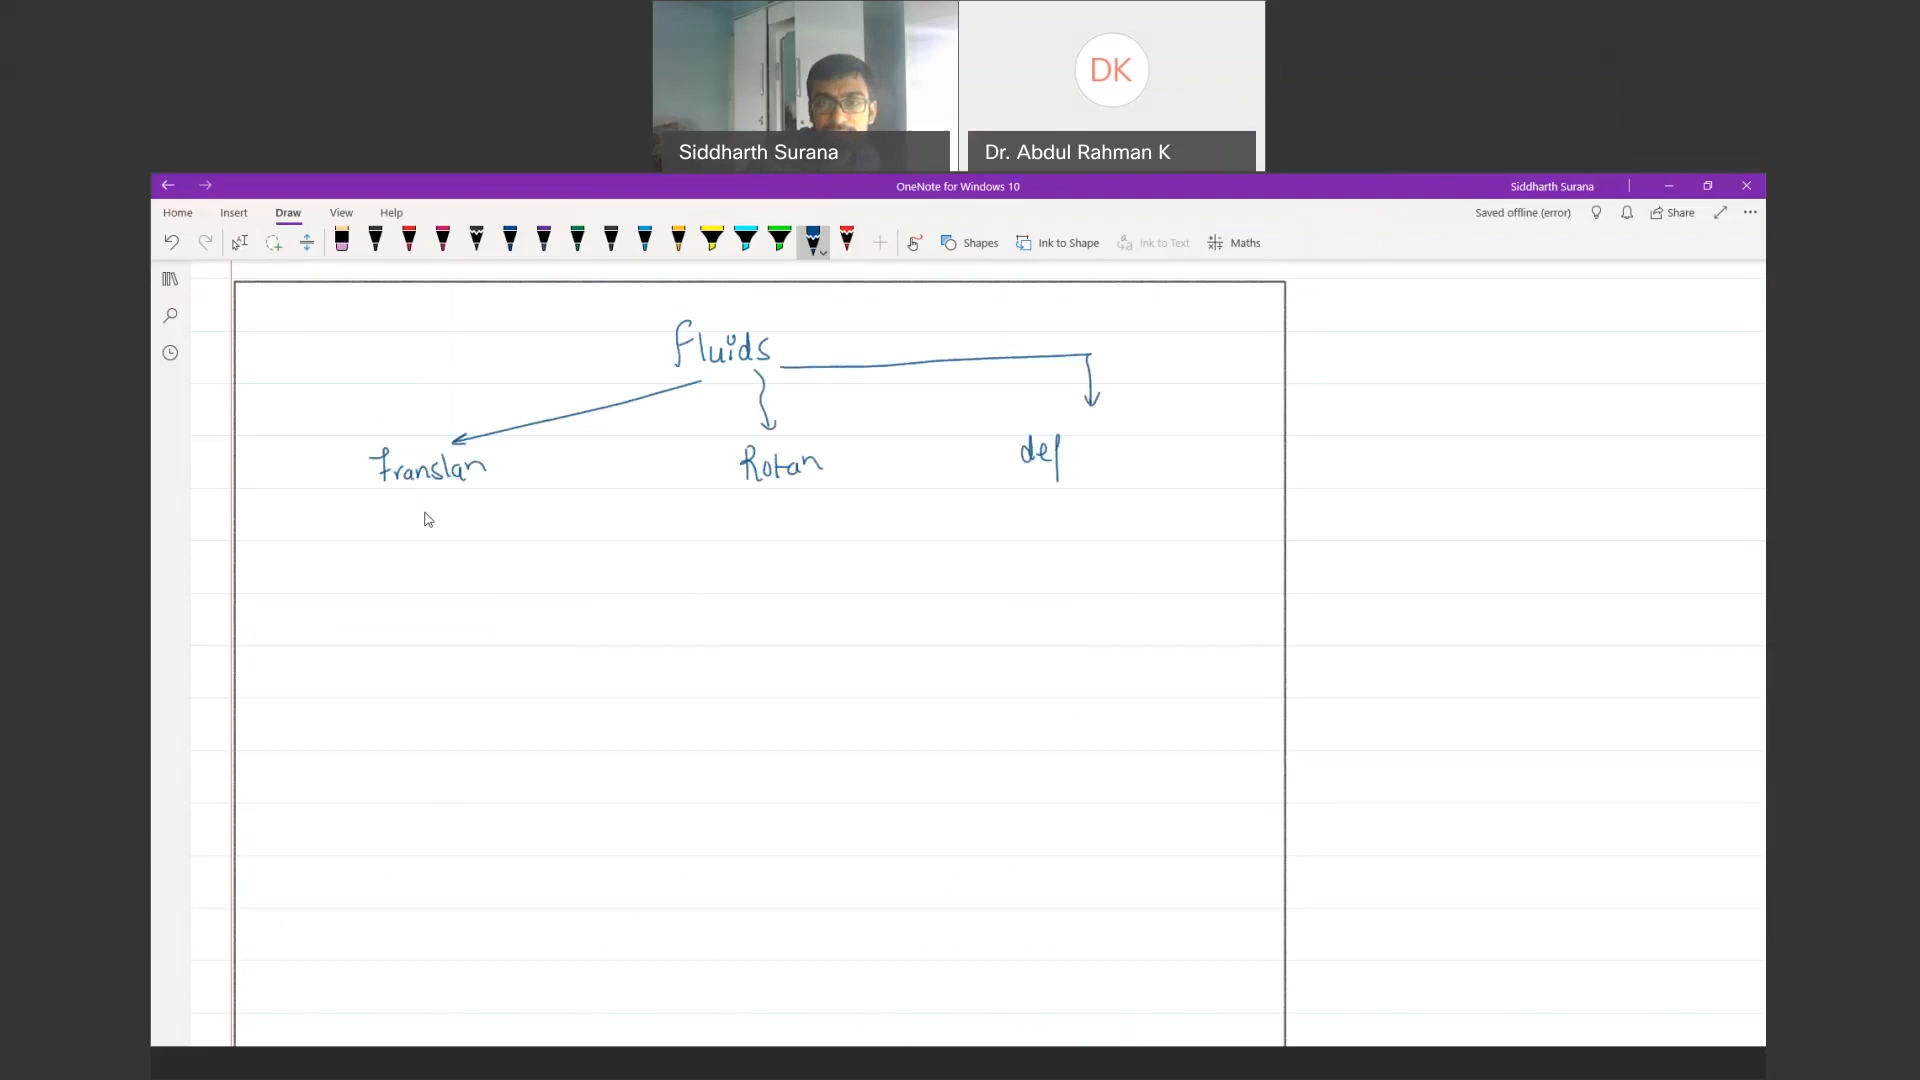 DK
Siddharth Surana
Dr. Abdul Rahman K
OneNote for Windows 10
Siddharth Surana
Home Insert Draw View Help
Saved offline (error)
Share
Shapes
Ink to Shape
Ink to Text
Maths
fluids
Translan
Rotan
def